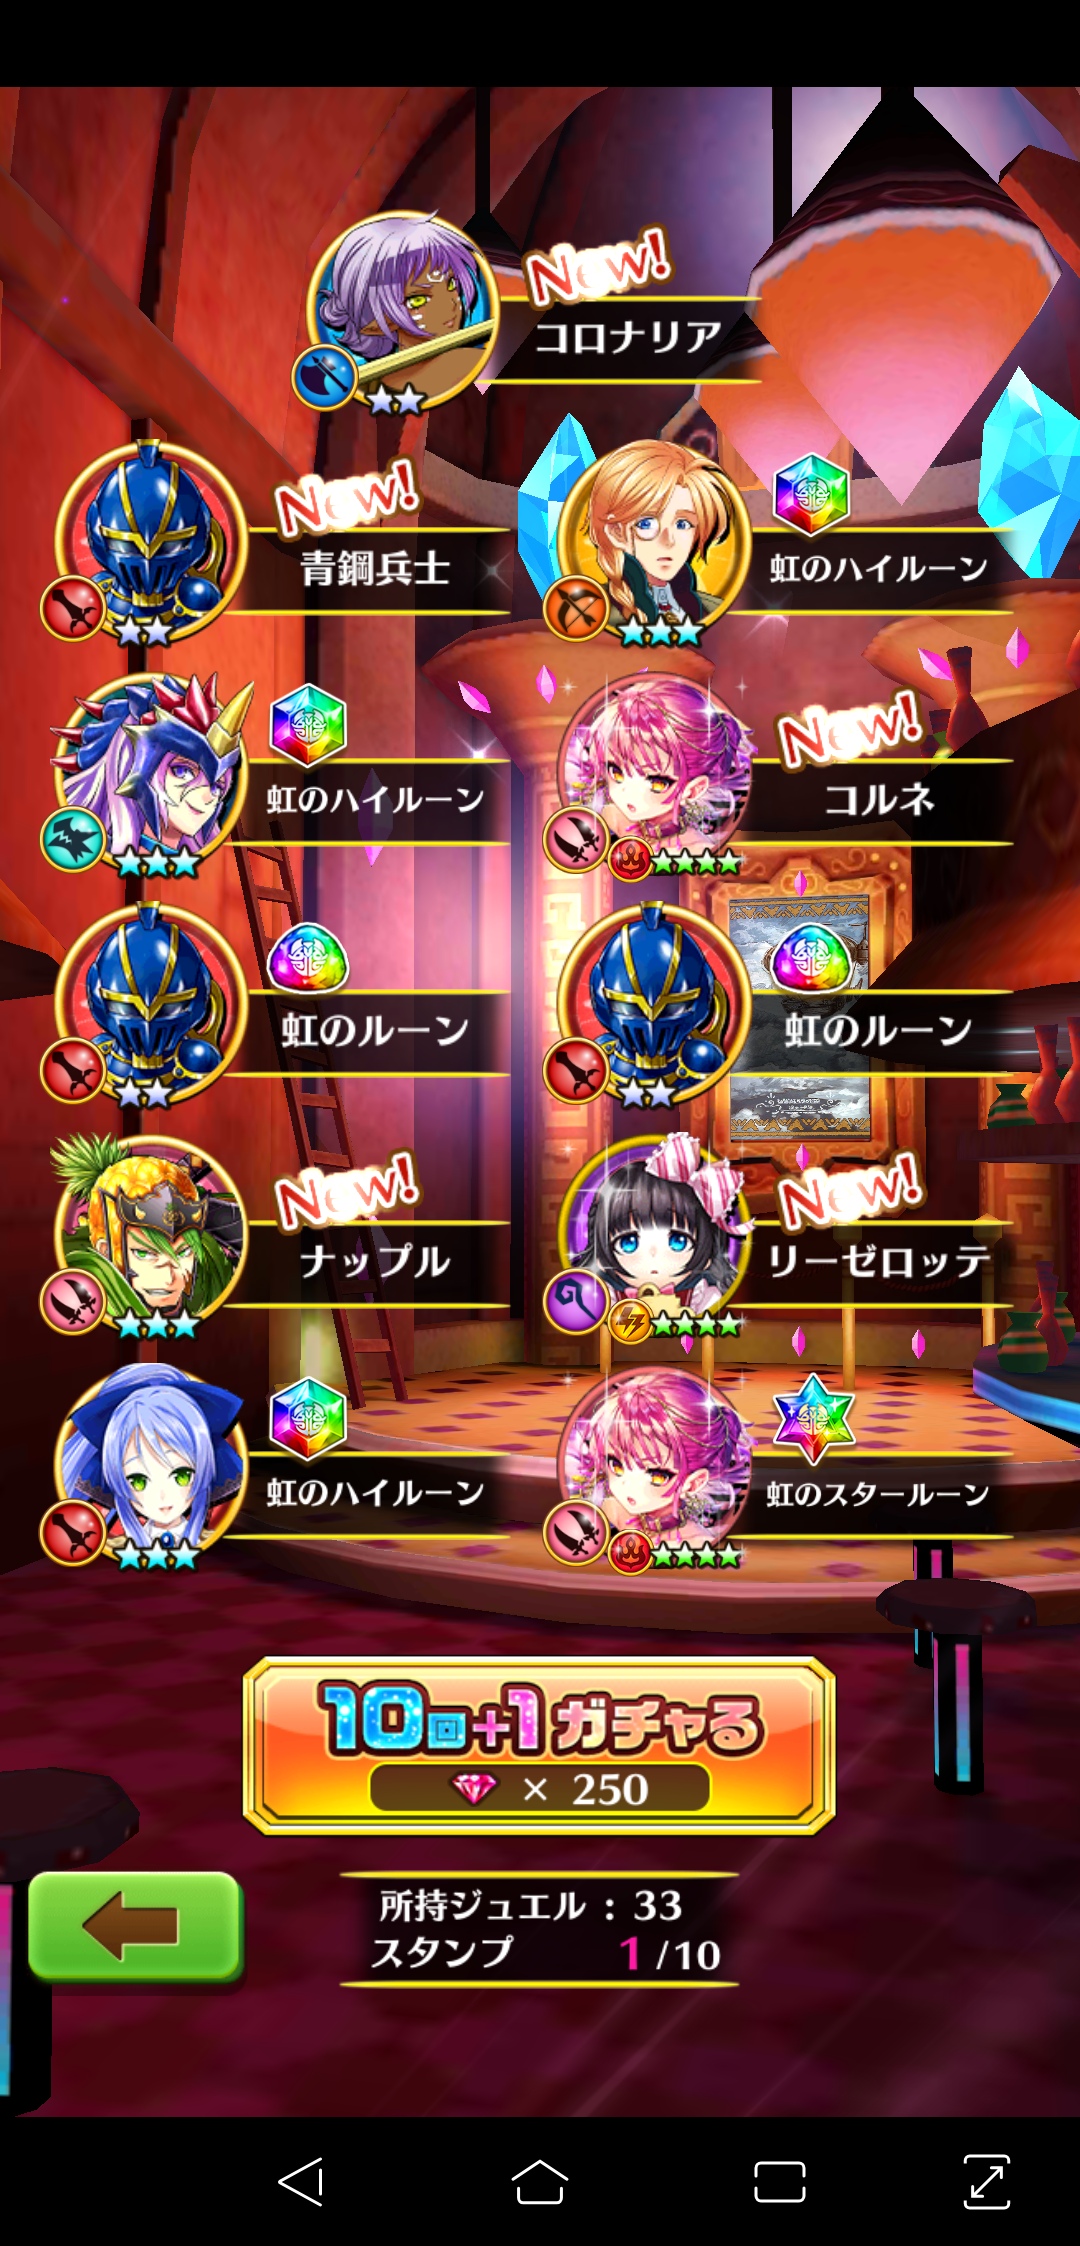 New!
コロナリア
New!
青鋼兵士
虹のハイルーン
虹のハイルーン
New!
コルネ
虹のルーン
虹のルーン
New!
ナップル
New!
リーゼロッテ
虹のハイルーン
虹のスタールーン
10回+1ガチャる
× 250
所持ジュエル : 33
スタンプ 1/10